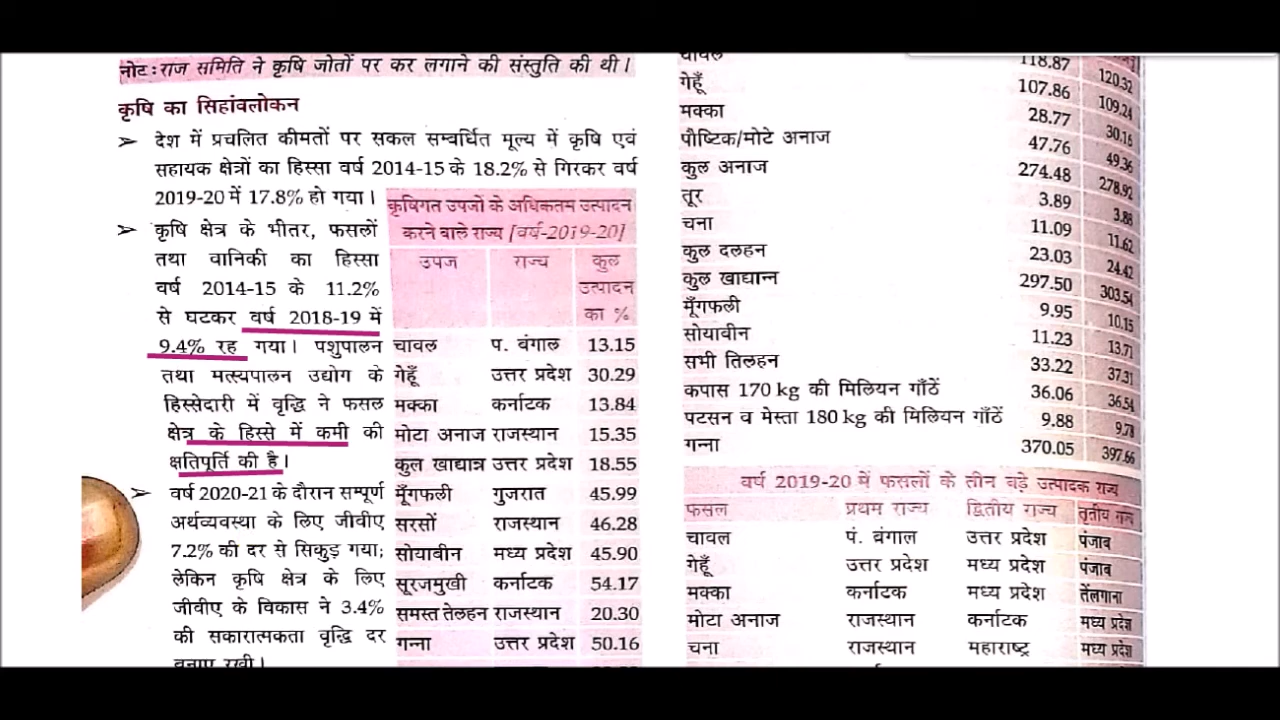 नोट : राज समिति ने कृषि जोतों पर कर लगाने की संस्तुति की थी।
कृषि का सिहांवलोकन
➢ देश में प्रचलित कीमतों पर सकल सम्वर्धित मूल्य में कृषि एवं
सहायक क्षेत्रों का हिस्सा वर्ष 2014-15 के 18.2% से गिरकर वर्ष
2019-20 में 17.8% हो गया।
➢ कृषि क्षेत्र के भीतर, फसलों
तथा वानिकी का हिस्सा
वर्ष 2014-15 के 11.2%
से घटकर वर्ष 2018-19 में
9.4% रह गया। पशुपालन
तथा मत्स्यपालन उद्योग के
हिस्सेदारी में वृद्धि ने फसल
क्षेत्र के हिस्से में कमी की
क्षतिपूर्ति की है।
➢ वर्ष 2020-21 के दौरान सम्पूर्ण
अर्थव्यवस्था के लिए जीवीए
7.2% की दर से सिकुड़ गया;
लेकिन कृषि क्षेत्र के लिए
जीवीए के विकास ने 3.4%
की सकारात्मकता वृद्धि दर
बनाए रखी।
कृषिगत उपजों के अधिकतम उत्पादन
करने वाले राज्य [वर्ष-2019-20]
उपज राज्य कुल
उत्पादन
का %
चावल प. बंगाल 13.15
गेहूँ उत्तर प्रदेश 30.29
मक्का कर्नाटक 13.84
मोटा अनाज राजस्थान 15.35
कुल खाद्यान्न उत्तर प्रदेश 18.55
मूँगफली गुजरात 45.99
सरसों राजस्थान 46.28
सोयाबीन मध्य प्रदेश 45.90
सूरजमुखी कर्नाटक 54.17
समस्त तेलहन राजस्थान 20.30
गन्ना उत्तर प्रदेश 50.16
चावल 118.87 120.32
गेहूँ 107.86 109.24
मक्का 28.77 30.16
पौष्टिक/मोटे अनाज 47.76 49.36
कुल अनाज 274.48 278.92
तूर 3.89 3.88
चना 11.09 11.62
कुल दलहन 23.03 24.42
कुल खाद्यान्न 297.50 303.54
मूँगफली 9.95 10.15
सोयाबीन 11.23 13.71
सभी तिलहन 33.22 37.31
कपास 170 kg की मिलियन गाँठें 36.06 36.54
पटसन व मेस्ता 180 kg की मिलियन गाँठें 9.88 9.78
गन्ना 370.05 397.66
वर्ष 2019-20 में फसलों के तीन बड़े उत्पादक राज्य
फसल प्रथम राज्य द्वितीय राज्य तृतीय राज्य
चावल पं. बंगाल उत्तर प्रदेश पंजाब
गेहूँ उत्तर प्रदेश मध्य प्रदेश पंजाब
मक्का कर्नाटक मध्य प्रदेश तेंलगाना
मोटा अनाज राजस्थान कर्नाटक मध्य प्रदेश
चना राजस्थान महाराष्ट्र मध्य प्रदेश